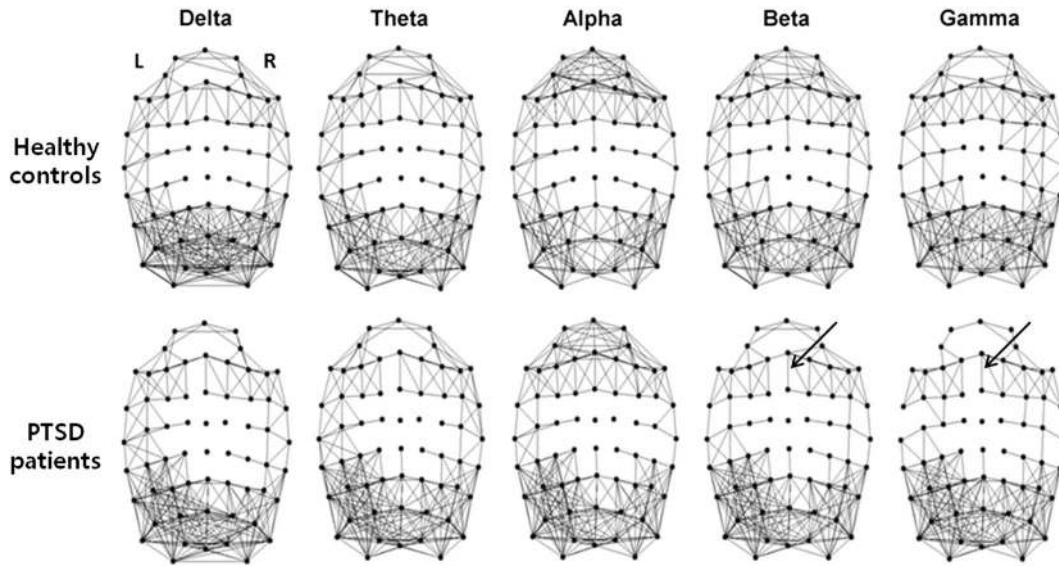 Delta Theta Alpha Beta Gamma
L R
Healthy
controls
PTSD
patients